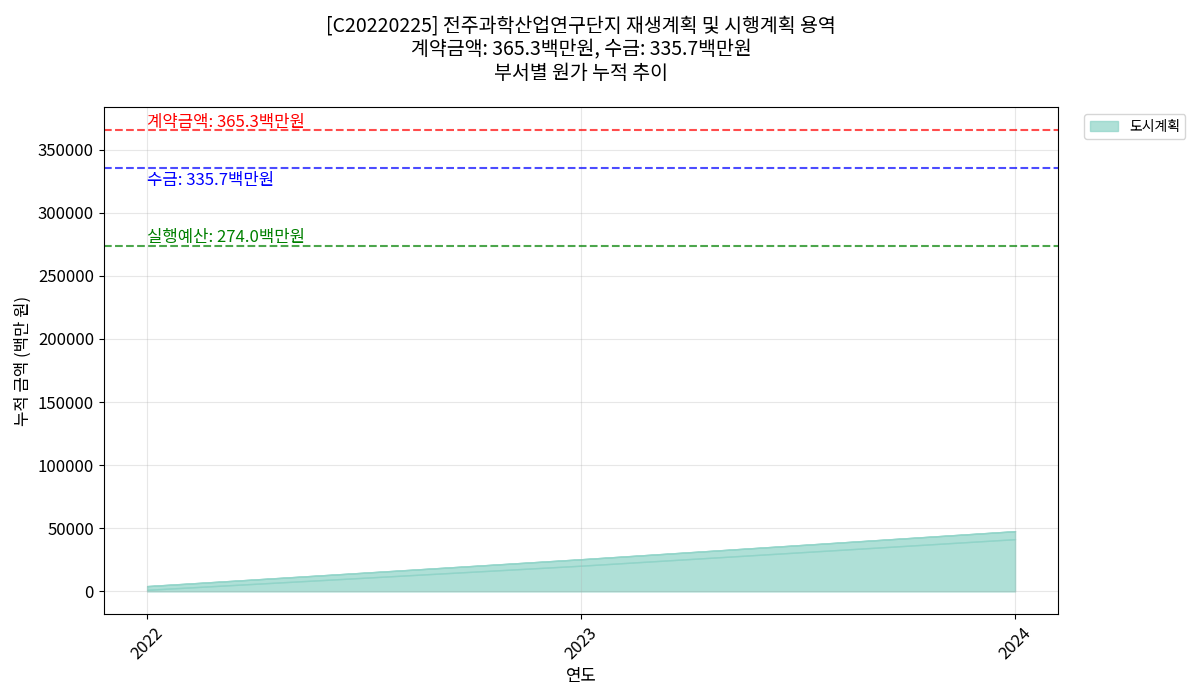 [C20220225] 전주과학산업연구단지 재생계획 및 시행계획 용역
계약금액: 365.3백만원, 수금: 335.7백만원
부서별 원가 누적 추이
계약금액: 365.3백만원
수금: 335.7백만원
실행예산: 274.0백만원
도시계획
누적 금액 (백만 원)
350000
300000
250000
200000
150000
100000
50000
0
2022
2023
2024
연도